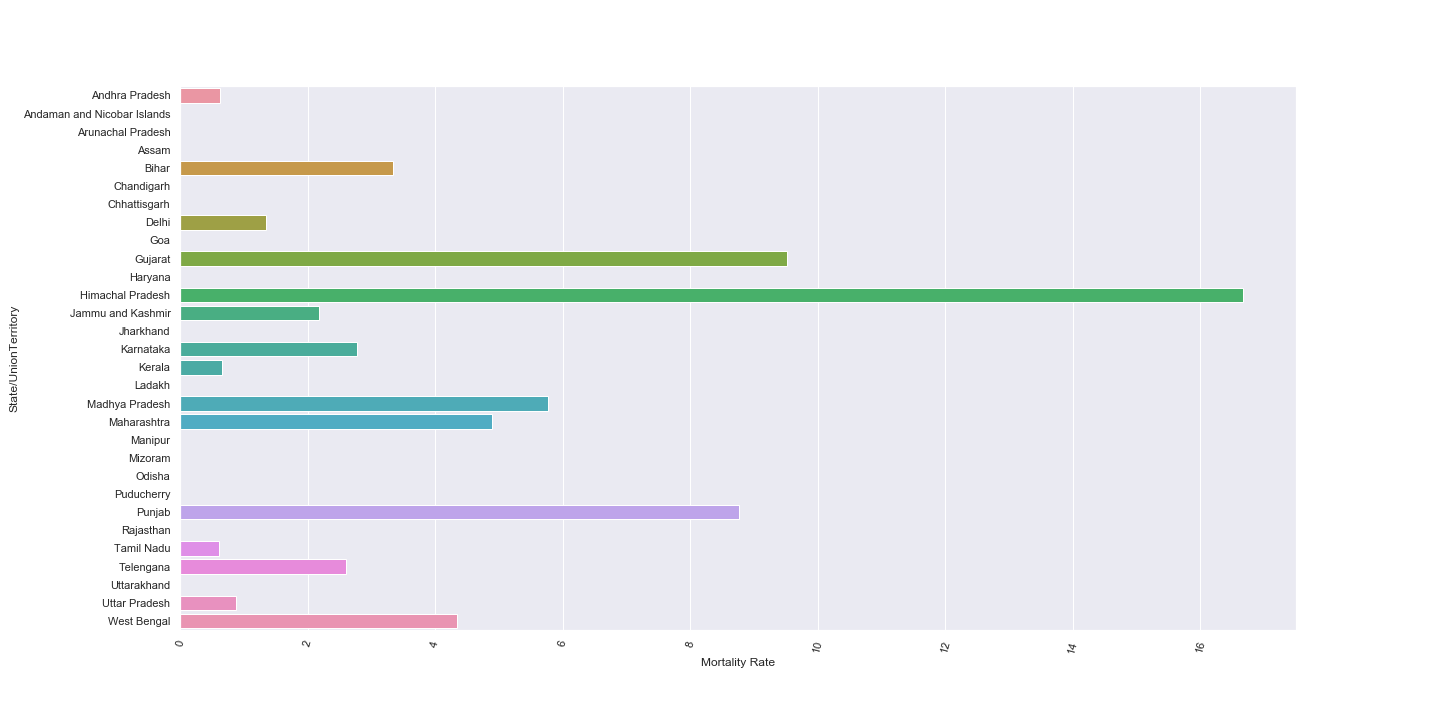 Andhra Pradesh
Andaman and Nicobar Islands
Arunachal Pradesh
Assam
Bihar
Chandigarh
Chhattisgarh
Delhi
Goa
Gujarat
Haryana
Himachal Pradesh
Jammu and Kashmir
Jharkhand
Karnataka
Kerala
Ladakh
Madhya Pradesh
Maharashtra
Manipur
Mizoram
Odisha
Puducherry
Punjab
Rajasthan
Tamil Nadu
Telengana
Uttarakhand
Uttar Pradesh
West Bengal
State/UnionTerritory
0 2 4 6 8 10 12 14 16
Mortality Rate